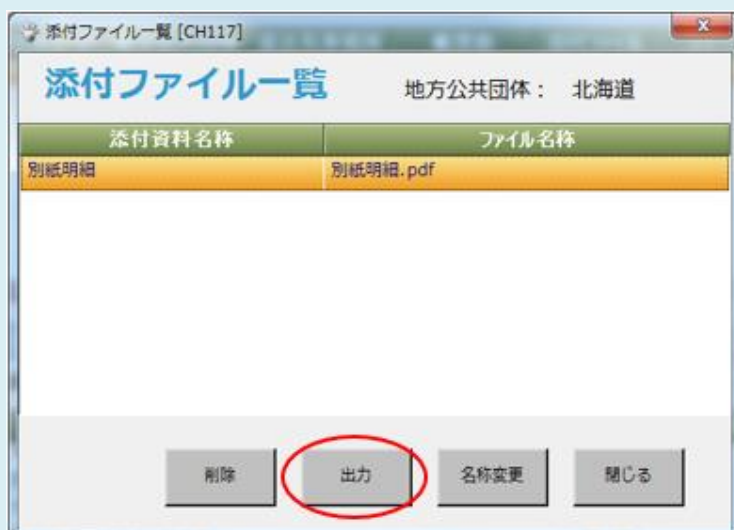 添付ファイル一覧 [CH117]
添付ファイル一覧 地方公共団体： 北海道
添付資料名称 ファイル名称
別紙明細 別紙明細.pdf
削除 出力 名称変更 閉じる